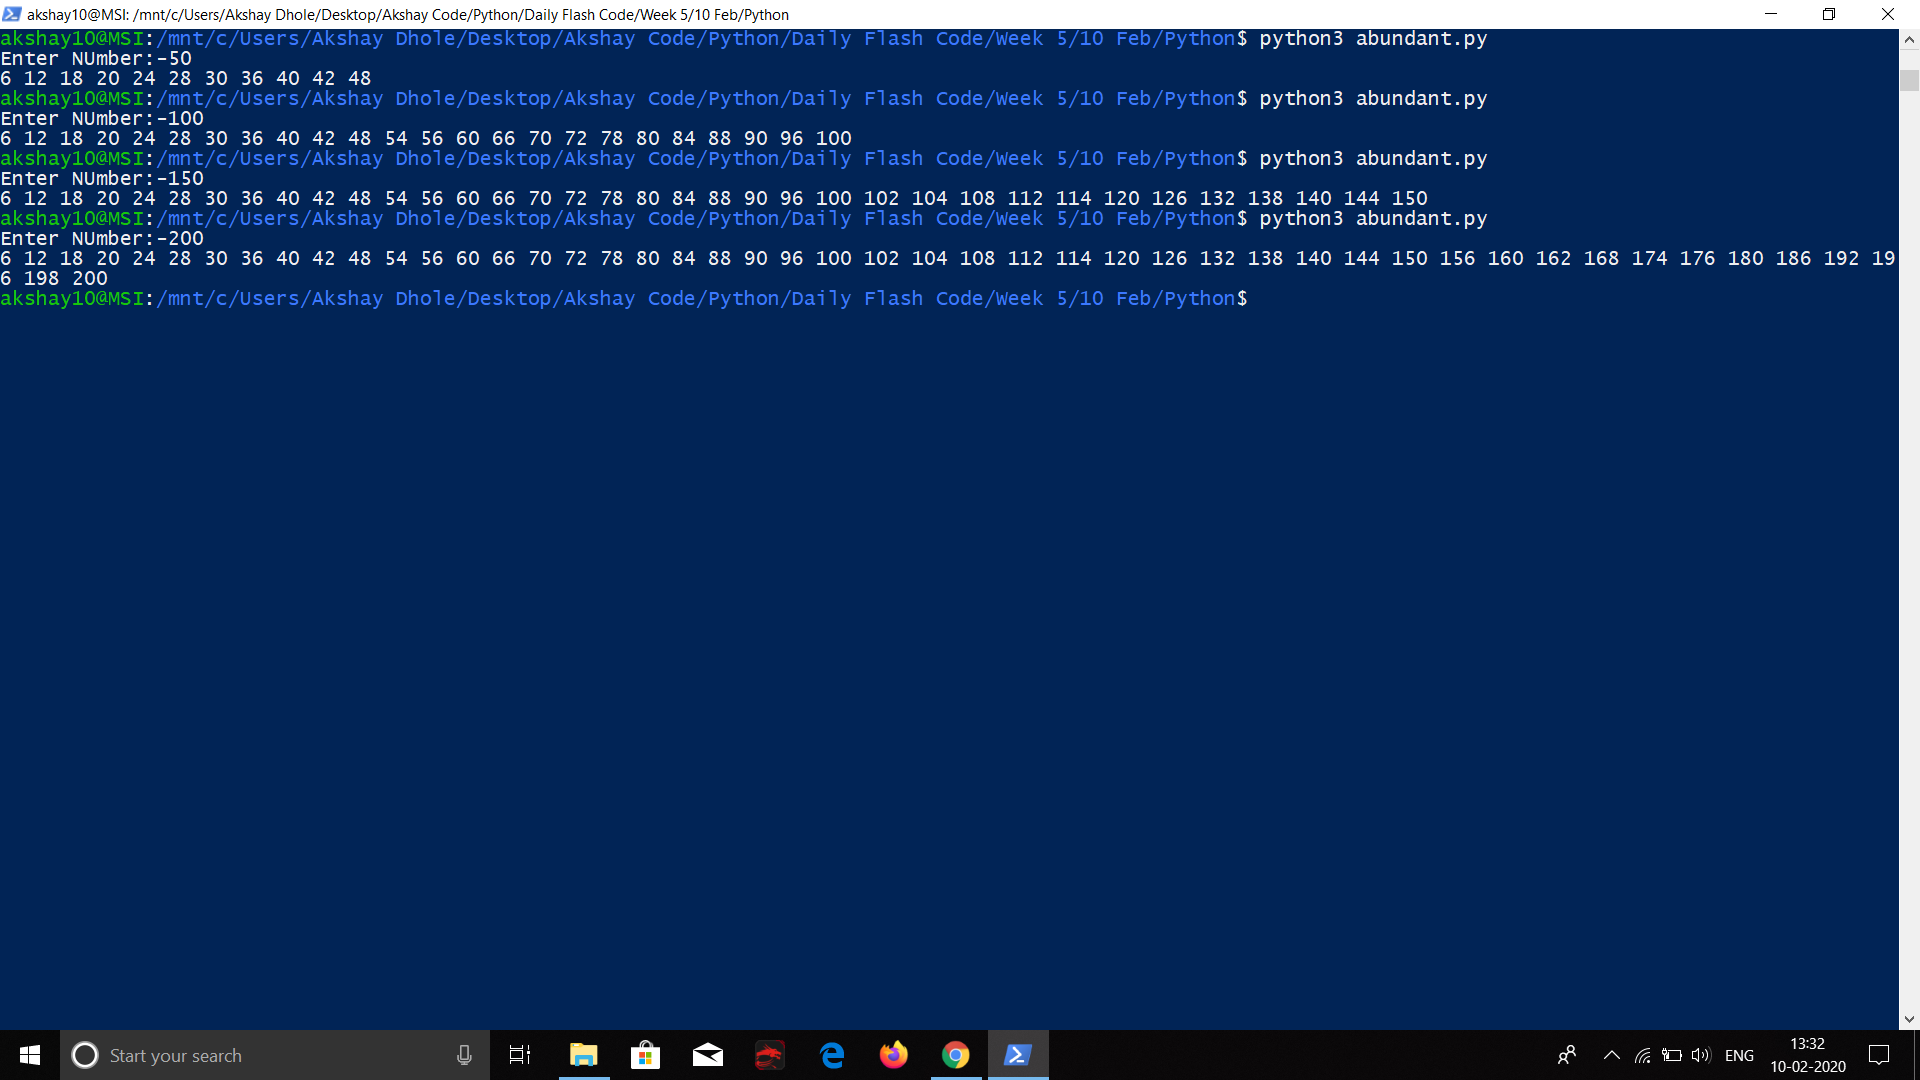 akshay10@MSI: /mnt/c/Users/Akshay Dhole/Desktop/Akshay Code/Python/Daily Flash Code/Week 5/10 Feb/Python
akshay10@MSI:/mnt/c/Users/Akshay Dhole/Desktop/Akshay Code/Python/Daily Flash Code/Week 5/10 Feb/Python$ python3 abundant.py
Enter NUmber:-50
6 12 18 20 24 28 30 36 40 42 48
akshay10@MSI:/mnt/c/Users/Akshay Dhole/Desktop/Akshay Code/Python/Daily Flash Code/Week 5/10 Feb/Python$ python3 abundant.py
Enter NUmber:-100
6 12 18 20 24 28 30 36 40 42 48 54 56 60 66 70 72 78 80 84 88 90 96 100
akshay10@MSI:/mnt/c/Users/Akshay Dhole/Desktop/Akshay Code/Python/Daily Flash Code/Week 5/10 Feb/Python$ python3 abundant.py
Enter NUmber:-150
6 12 18 20 24 28 30 36 40 42 48 54 56 60 66 70 72 78 80 84 88 90 96 100 102 104 108 112 114 120 126 132 138 140 144 150
akshay10@MSI:/mnt/c/Users/Akshay Dhole/Desktop/Akshay Code/Python/Daily Flash Code/Week 5/10 Feb/Python$ python3 abundant.py
Enter NUmber:-200
6 12 18 20 24 28 30 36 40 42 48 54 56 60 66 70 72 78 80 84 88 90 96 100 102 104 108 112 114 120 126 132 138 140 144 150 156 160 162 168 174 176 180 186 192 19
6 198 200
akshay10@MSI:/mnt/c/Users/Akshay Dhole/Desktop/Akshay Code/Python/Daily Flash Code/Week 5/10 Feb/Python$
Start your search
ENG
13:32
10-02-2020